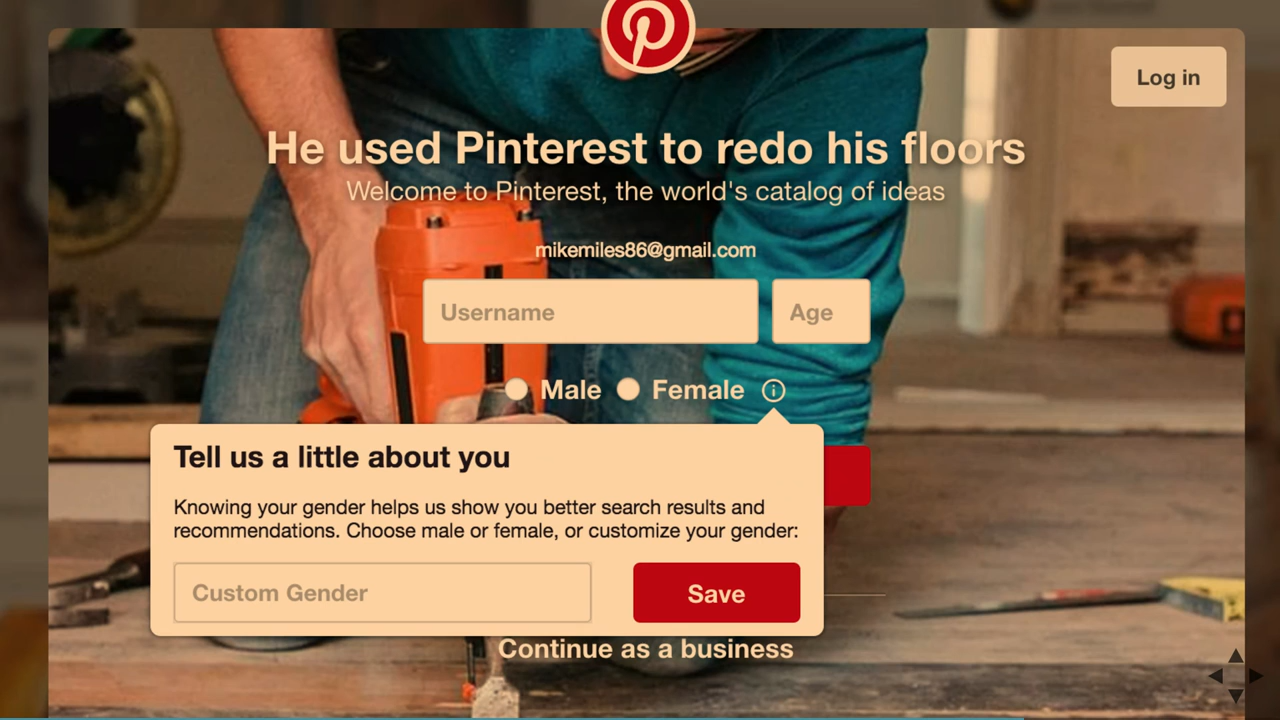 Log in
He used Pinterest to redo his floors
Welcome to Pinterest, the world's catalog of ideas
mikemiles86@gmail.com
Username
Age
Male
Female
Tell us a little about you
Knowing your gender helps us show you better search results and
recommendations. Choose male or female, or customize your gender:
Custom Gender
Save
Continue as a business